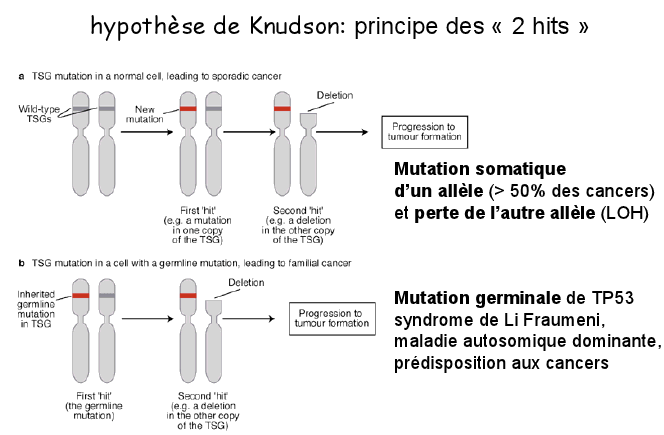 hypothèse de Knudson: principe des « 2 hits »
a TSG mutation in a normal cell, leading to sporadic cancer
Wild-type
TSGs
New
mutation
Deletion
Progression to
tumour formation
First 'hit'
(e.g. a mutation
in one copy
of the TSG)
Second 'hit'
(e.g. a deletion
in the other copy
of the TSG)
Mutation somatique
d'un allèle (> 50% des cancers)
et perte de l'autre allèle (LOH)
b TSG mutation in a cell with a germline mutation, leading to familial cancer
Inherited
germline
mutation
in TSG
Deletion
Progression to
tumour formation
First 'hit'
(the germline
mutation)
Second 'hit'
(e.g. a deletion
in the other copy
of the TSG)
Mutation germinale de TP53
syndrome de Li Fraumeni,
maladie autosomique dominante,
prédisposition aux cancers